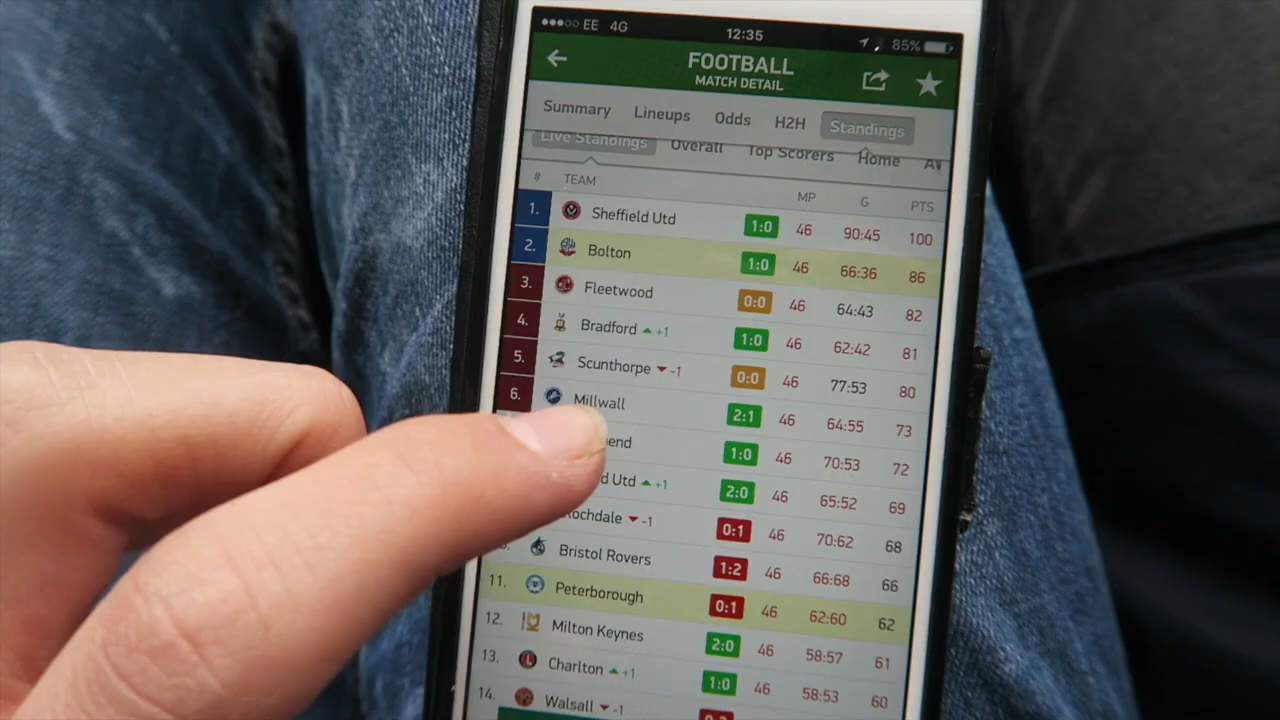 EE 4G 12:35 85%
FOOTBALL
MATCH DETAIL
Summary Lineups Odds H2H Standings
Live Standings Overall Top Scorers Home
# TEAM MP G PTS
1. Sheffield Utd 1:0 46 90:45 100
2. Bolton 1:0 46 66:36 86
3. Fleetwood 0:0 46 64:43 82
4. Bradford +1 1:0 46 62:42 81
5. Scunthorpe -1 0:0 46 77:53 80
6. Millwall 2:1 46 64:55 73
end 1:0 46 70:53 72
d Utd +1 2:0 46 65:52 69
Rochdale -1 0:1 46 70:62 68
Bristol Rovers 1:2 46 66:68 66
11. Peterborough 0:1 46 62:60 62
12. Milton Keynes 2:0 46 58:57 61
13. Charlton +1 1:0 46 58:53 60
14. Walsall -1